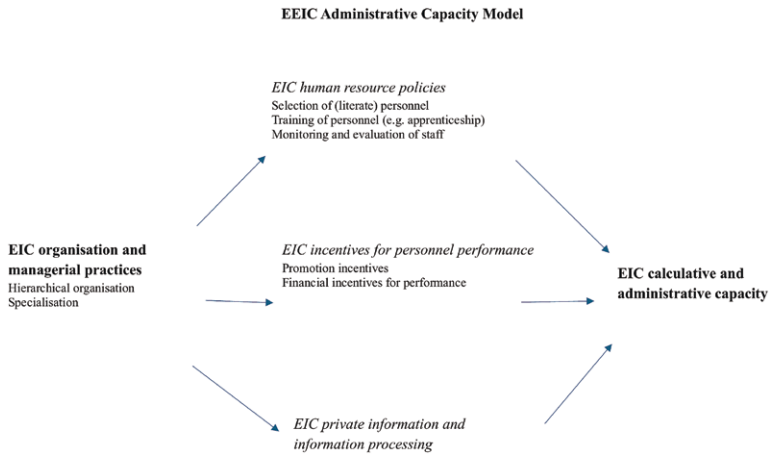 EEIC Administrative Capacity Model
EIC human resource policies
Selection of (literate) personnel
Training of personnel (e.g. apprenticeship)
Monitoring and evaluation of staff
EIC organisation and
managerial practices
Hierarchical organisation
Specialisation
EIC incentives for personnel performance
Promotion incentives
Financial incentives for performance
EIC calculative and
administrative capacity
EIC private information and
information processing